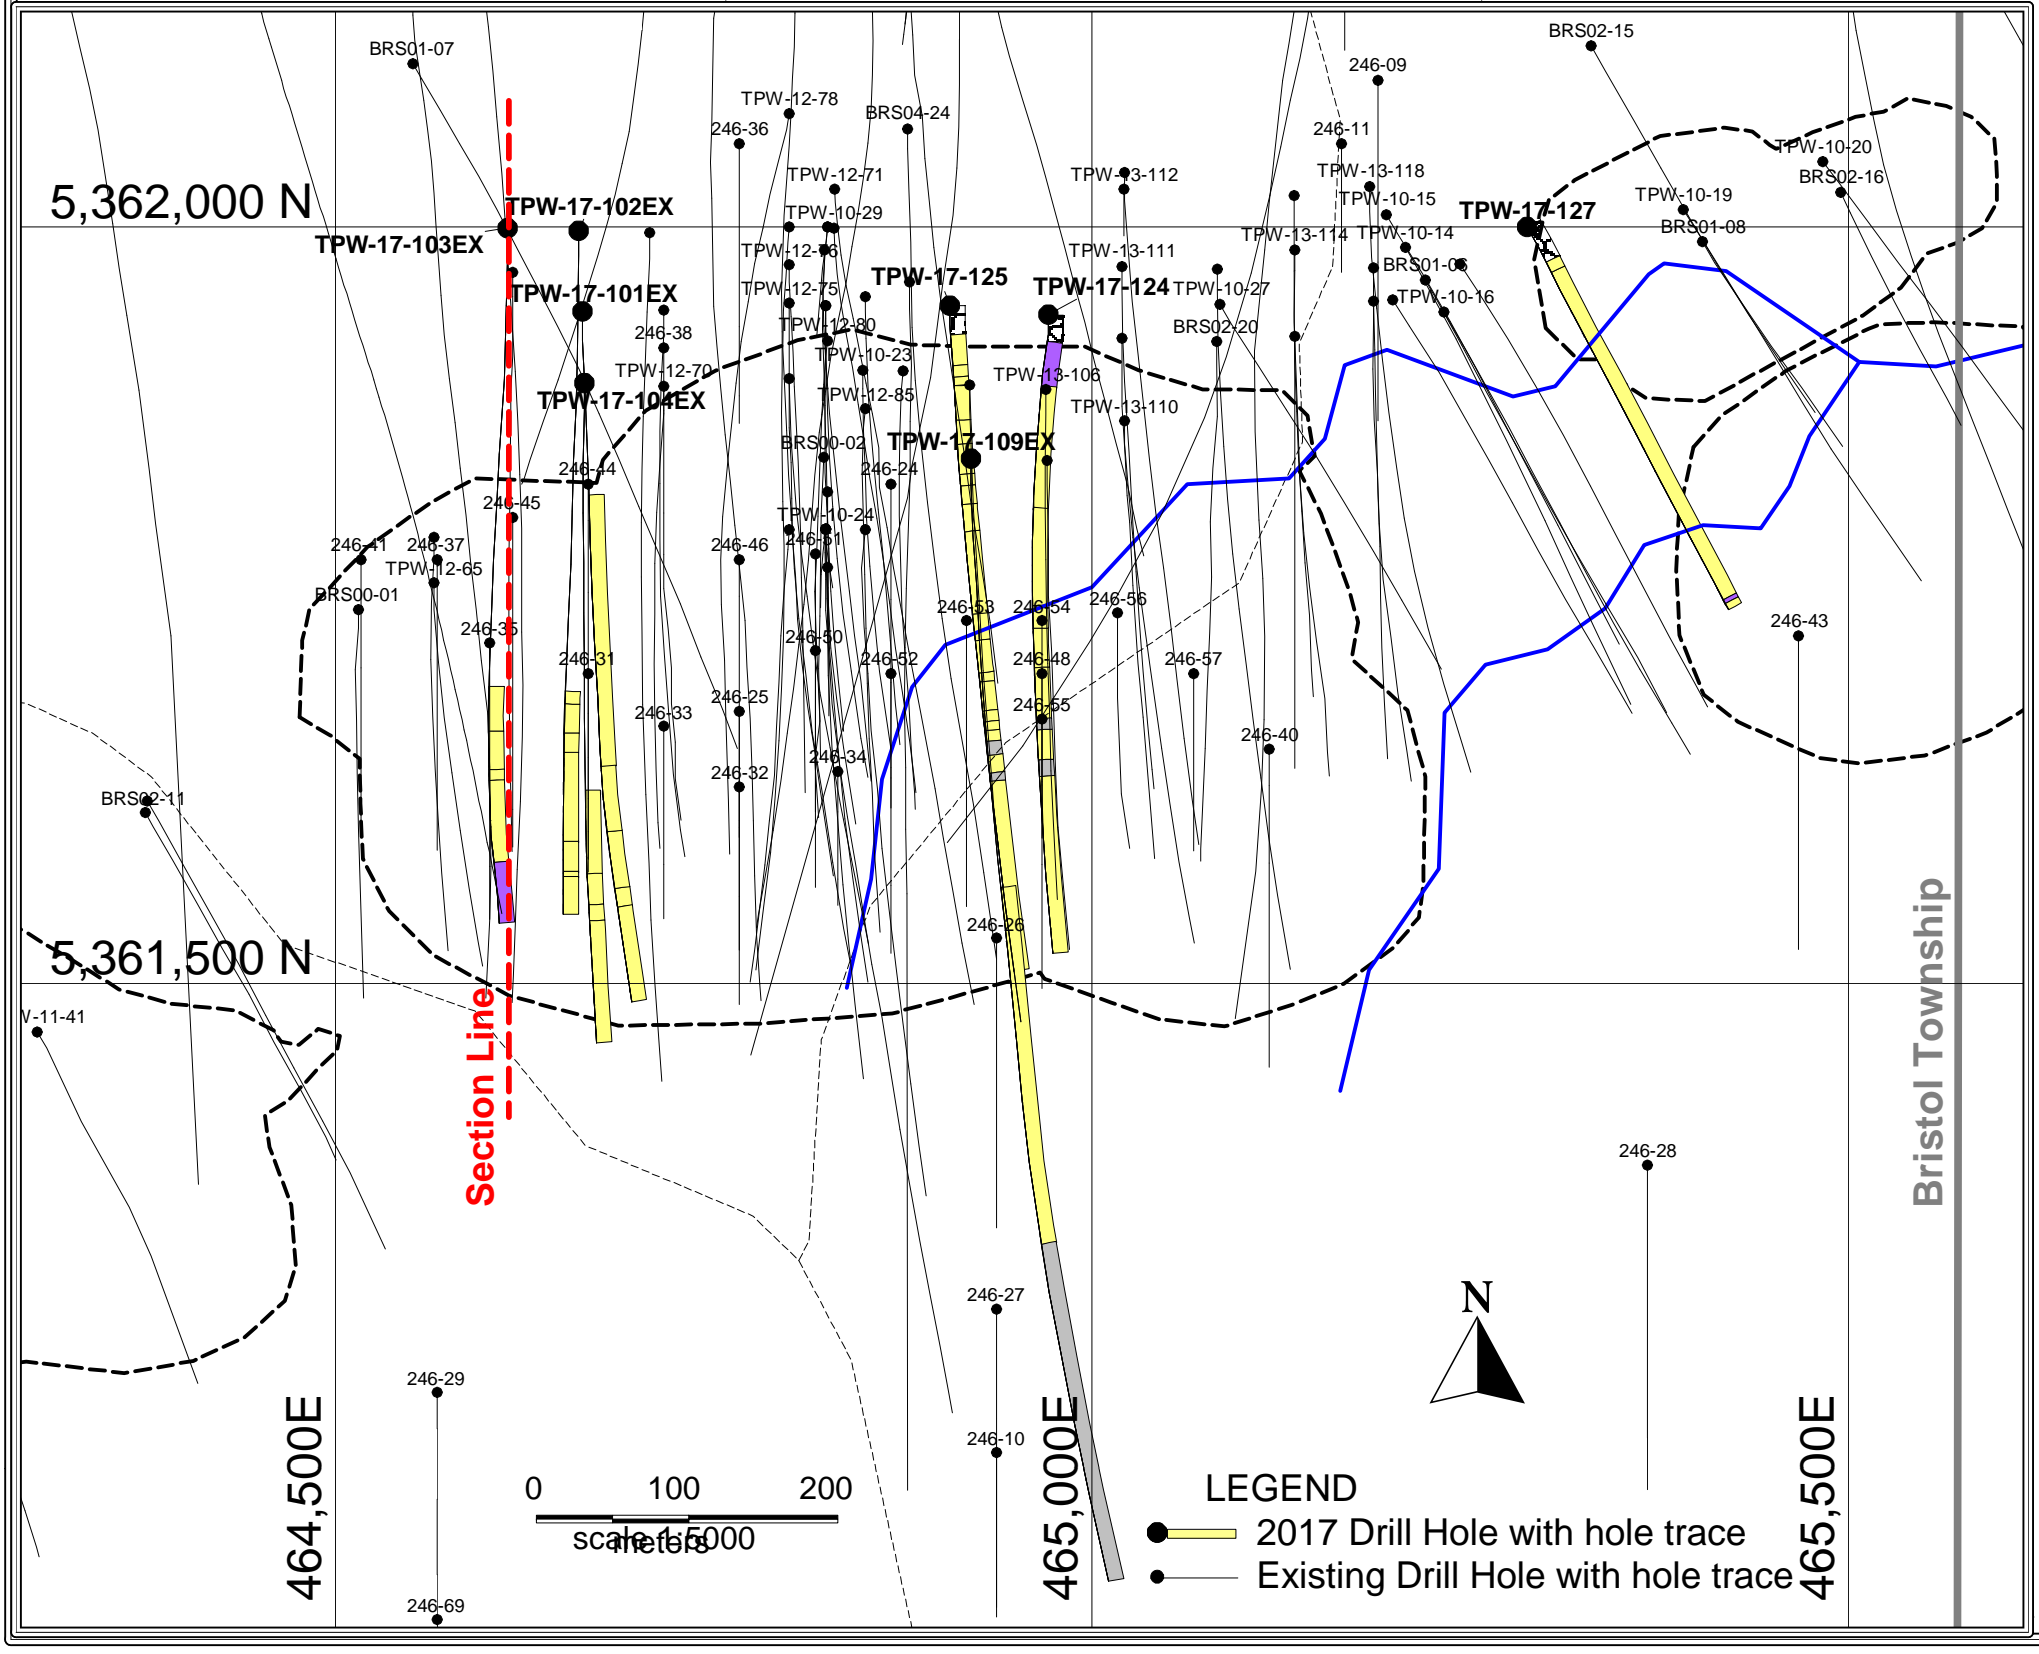 BRS02-15
BRS01-07
246-09
TPW-12-78
BRS04-24
246-36
246-11
TPW-10-20
TPW-12-71
TPW-13-112
TPW-13-118
BRS02-16
5,362,000 N
TPW-17-102EX
TPW-10-29
TPW-10-15
TPW-17-127
TPW-10-19
TPW-17-103EX
TPW-12-76
TPW-13-111
TPW-13-114
TPW-10-14
BRS01-08
TPW-17-125
TPW-17-124
TPW-10-27
BRS01-06
TPW-17-101EX
TPW-12-75
TPW-10-16
246-38
TPW-12-80
BRS02-20
TPW-10-23
TPW-12-70
TPW-13-106
TPW-17-104EX
TPW-12-85
TPW-13-110
BRS00-02
TPW-17-109EX
246-44
246-24
246-45
TPW-10-24
246-41
246-37
246-46
246-51
TPW-12-65
BRS00-01
246-53
246-54
246-56
246-35
246-50
246-43
246-31
246-52
246-48
246-57
246-25
246-33
246-55
246-40
246-34
246-32
BRS02-11
246-26
5,361,500 N
W-11-41
Section Line
Bristol Township
246-28
246-27
N
246-29
246-10
464,500E
465,000E
465,500E
0 100 200
scale 1:5000
meters
LEGEND
2017 Drill Hole with hole trace
Existing Drill Hole with hole trace
246-69